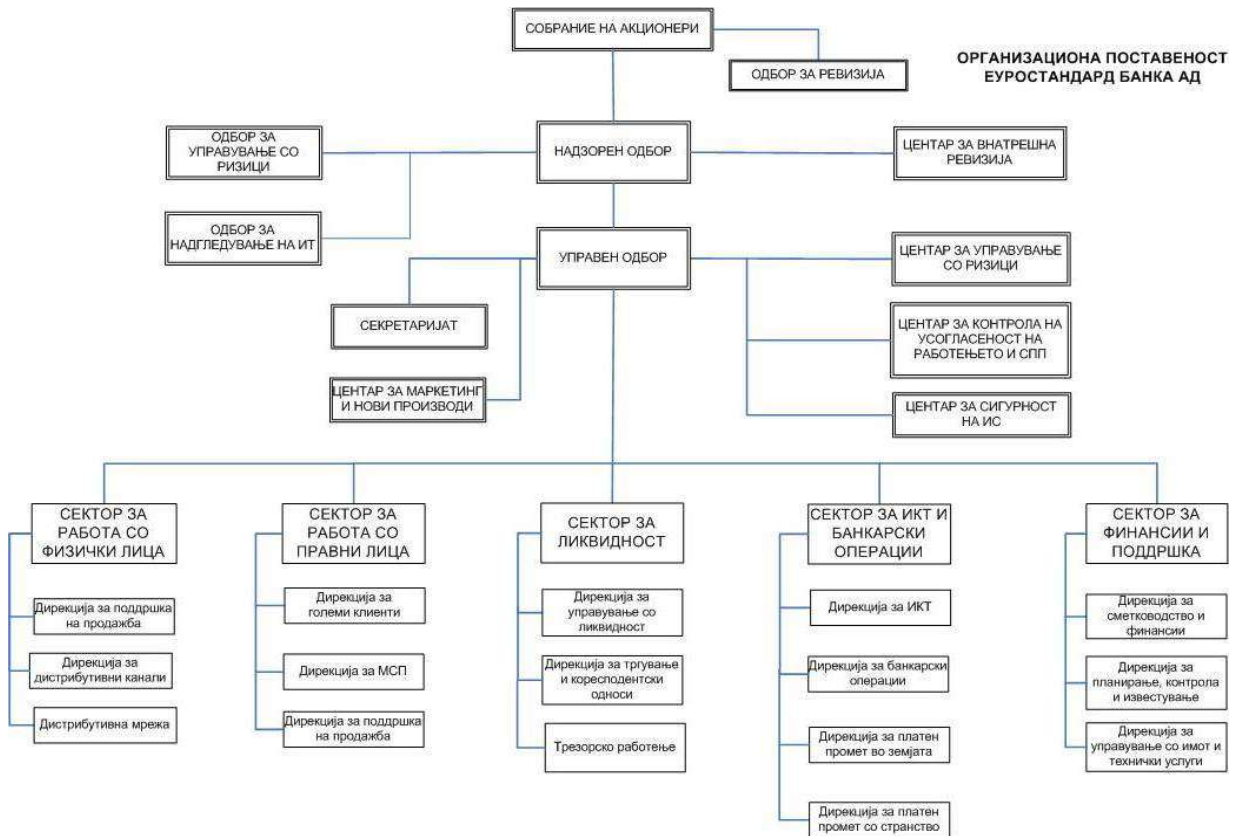 СОБРАНИЕ НА АКЦИОНЕРИ
ОДБОР ЗА РЕВИЗИЈА
ОРГАНИЗАЦИОНА ПОСТАВЕНОСТ
ЕУРОСТАНДАРД БАНКА АД
ОДБОР ЗА
УПРАВУВАЊЕ СО
РИЗИЦИ
НАДЗОРЕН ОДБОР
ЦЕНТАР ЗА ВНАТРЕШНА
РЕВИЗИЈА
ОДБОР ЗА
НАДГЛЕДУВАЊЕ НА ИТ
УПРАВЕН ОДБОР
ЦЕНТАР ЗА УПРАВУВАЊЕ
СО РИЗИЦИ
СЕКРЕТАРИЈАТ
ЦЕНТАР ЗА КОНТРОЛА НА
УСОГЛАСЕНОСТ НА
РАБОТЕЊЕТО И СПП
ЦЕНТАР ЗА МАРКЕТИНГ
И НОВИ ПРОИЗВОДИ
ЦЕНТАР ЗА СИГУРНОСТ
НА ИС
СЕКТОР ЗА
РАБОТА СО
ФИЗИЧКИ ЛИЦА
Дирекција за поддршка
на продажба
Дирекција за
дистрибутивни канали
Дистрибутивна мрежа
СЕКТОР ЗА
РАБОТА СО
ПРАВНИ ЛИЦА
Дирекција за
големи клиенти
Дирекција за МСП
Дирекција за поддршка
на продажба
СЕКТОР ЗА
ЛИКВИДНОСТ
Дирекција за
управување со
ликвидност
Дирекција за тргување
и коресподентски
односи
Трезорско работење
СЕКТОР ЗА ИКТ И
БАНКАРСКИ
ОПЕРАЦИИ
Дирекција за ИКТ
Дирекција за банкарски
операции
Дирекција за платен
промет во земјата
Дирекција за платен
промет со странство
СЕКТОР ЗА
ФИНАНСИИ И
ПОДДРШКА
Дирекција за
сметководство и
финансии
Дирекција за
планирање, контрола
и известување
Дирекција за
управување со имот и
технички услуги